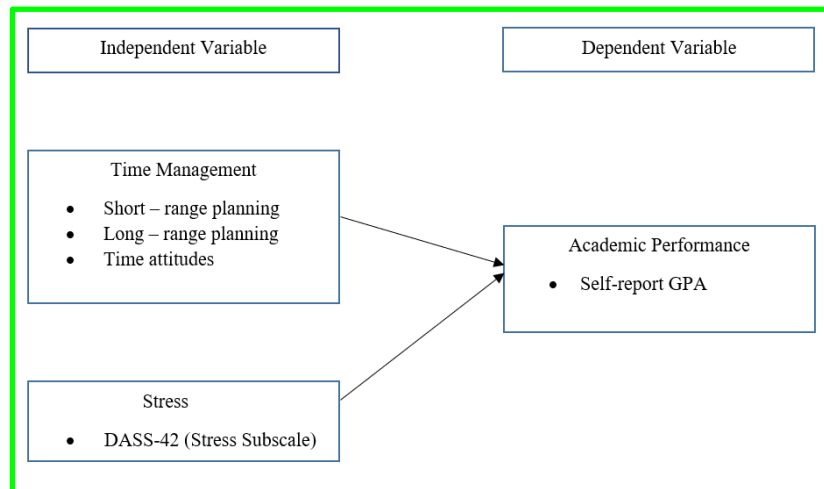 Independent Variable
Dependent Variable
Time Management
• Short – range planning
• Long – range planning
• Time attitudes
Academic Performance
• Self-report GPA
Stress
• DASS-42 (Stress Subscale)